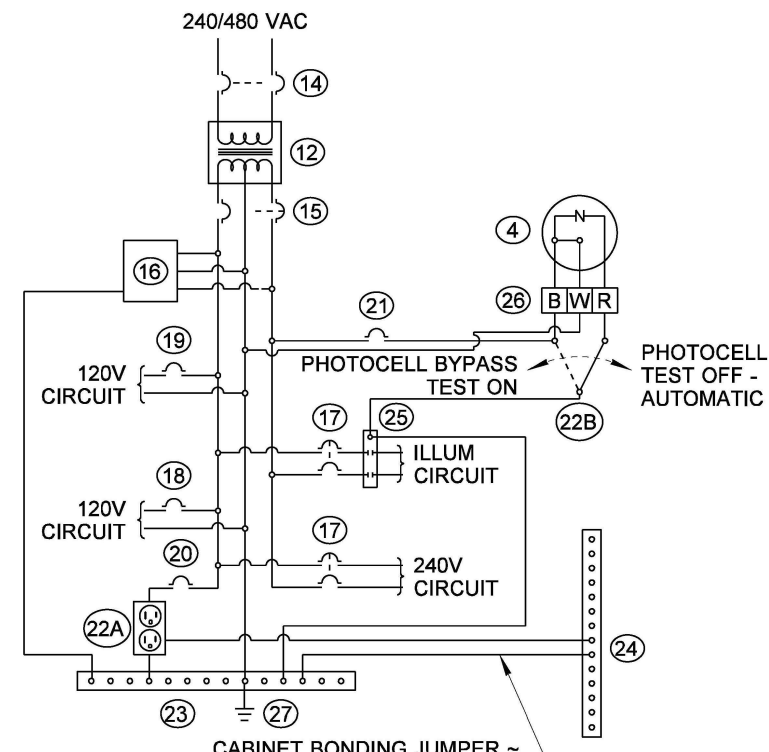 240/480 VAC
14
12
15
4
16
26
B W R
21
19
120V
CIRCUIT
PHOTOCELL BYPASS
TEST ON
PHOTOCELL
TEST OFF -
AUTOMATIC
22B
17
25
ILLUM
CIRCUIT
18
120V
CIRCUIT
17
20
240V
CIRCUIT
22A
24
23
27
CABINET BONDING JUMPER ~